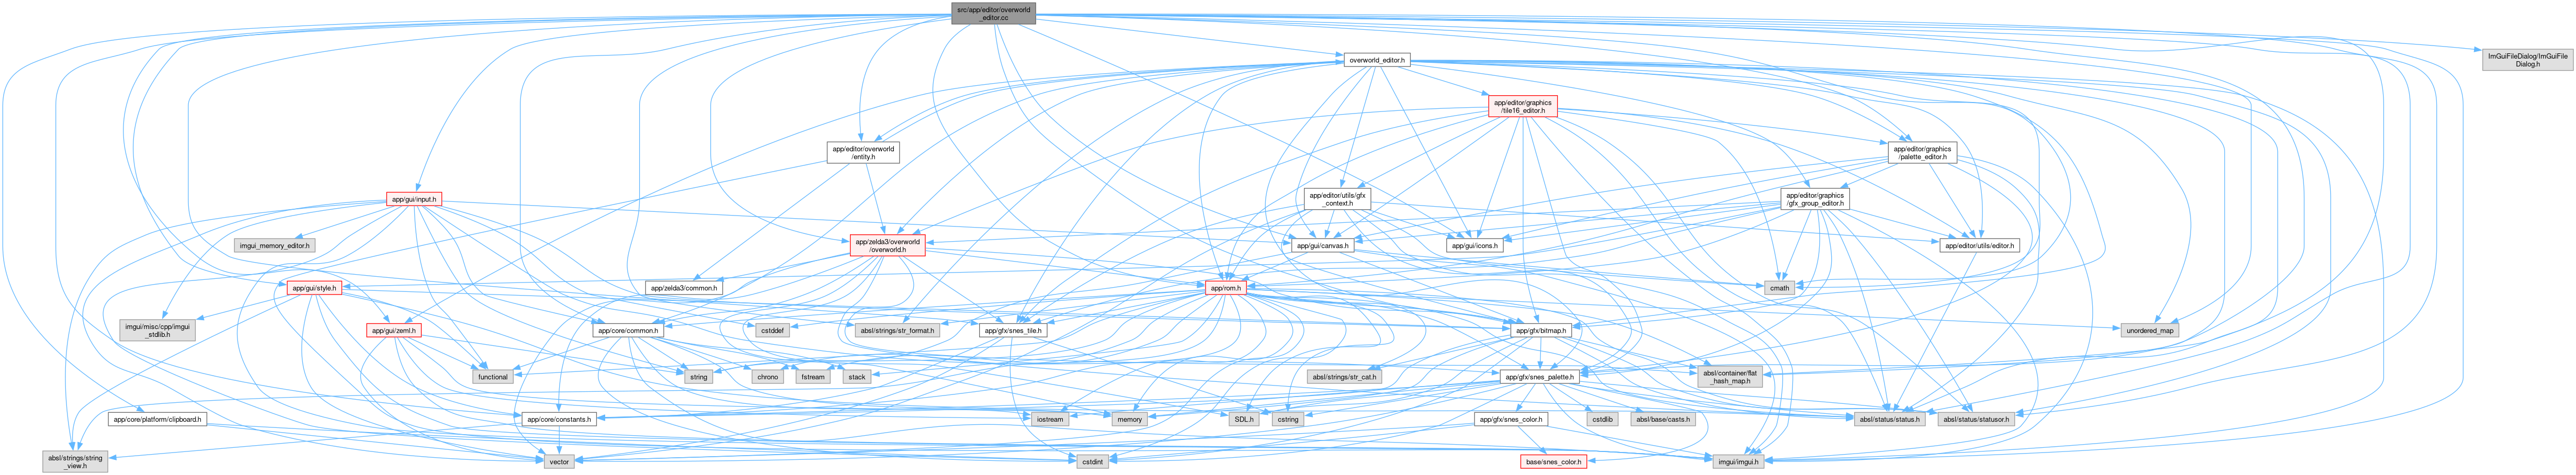 src/app/editor/overworld
_editor.cc
ImGuiFileDialog/ImGuiFile
Dialog.h
overworld_editor.h
app/editor/graphics
/tile16_editor.h
app/editor/overworld
/entity.h
app/editor/graphics
/palette_editor.h
app/gui/input.h
app/editor/utils/gfx
_context.h
app/editor/graphics
/gfx_group_editor.h
imgui_memory_editor.h
app/zelda3/overworld
/overworld.h
app/gui/canvas.h
app/gui/icons.h
app/editor/utils/editor.h
app/gui/style.h
app/zelda3/common.h
app/rom.h
cmath
imgui/misc/cpp/imgui
_stdlib.h
app/gui/zeml.h
app/core/common.h
cstddef
absl/strings/str_format.h
app/gfx/snes_tile.h
app/gfx/bitmap.h
unordered_map
functional
string
chrono
fstream
stack
absl/strings/str_cat.h
app/gfx/snes_palette.h
absl/container/flat
_hash_map.h
app/core/platform/clipboard.h
app/core/constants.h
iostream
memory
SDL.h
cstring
app/gfx/snes_color.h
cstdlib
absl/base/casts.h
absl/status/status.h
absl/status/statusor.h
absl/strings/string
_view.h
vector
cstdint
base/snes_color.h
imgui/imgui.h